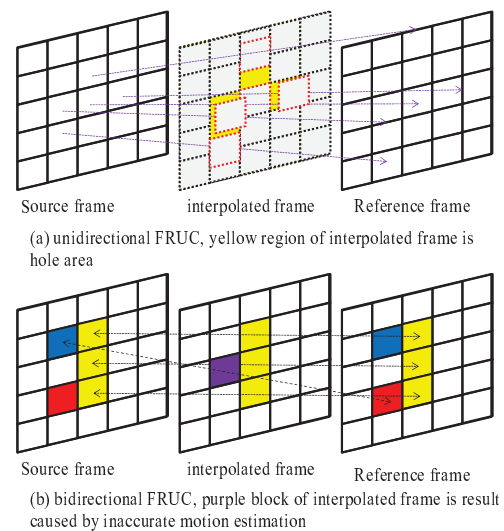 Source frame interpolated frame Reference frame
(a) unidirectional FRUC, yellow region of interpolated frame is
hole area
Source frame interpolated frame Reference frame
(b) bidirectional FRUC, purple block of interpolated frame is result
caused by inaccurate motion estimation